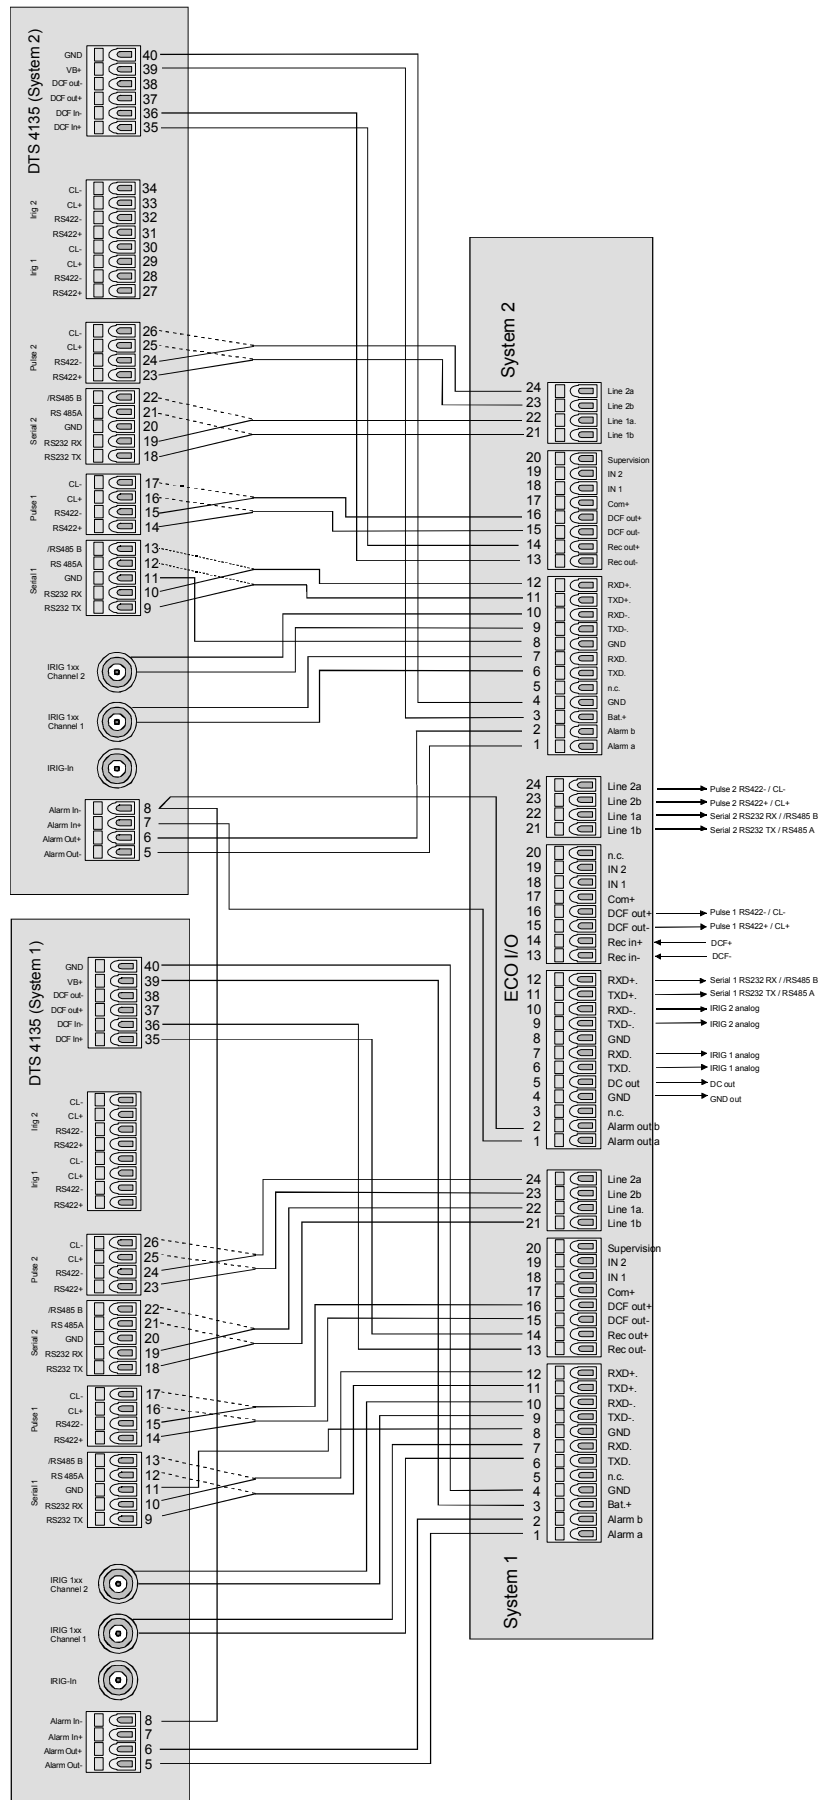 DTS 4135 (System 2)
GND 40
VB+ 39
DCF out- 38
DCF out+ 37
DCF In- 36
DCF In+ 35
Irig 2
CL- 34
CL+ 33
RS422- 32
RS422+ 31
Irig 1
CL- 30
CL+ 29
RS422- 28
RS422+ 27
Pulse 2
CL- 26
CL+ 25
RS422- 24
RS422+ 23
Serial 2
/RS485 B 22
RS 485A 21
GND 20
RS232 RX 19
RS232 TX 18
Pulse 1
CL- 17
CL+ 16
RS422- 15
RS422+ 14
Serial 1
/RS485 B 13
RS 485A 12
GND 11
RS232 RX 10
RS232 TX 9
IRIG 1xx
Channel 2
IRIG 1xx
Channel 1
IRIG-In
Alarm In- 8
Alarm In+ 7
Alarm Out+ 6
Alarm Out- 5
DTS 4135 (System 1)
GND 40
VB+ 39
DCF out- 38
DCF out+ 37
DCF In- 36
DCF In+ 35
Irig 2
CL-
CL+
RS422-
RS422+
Irig 1
CL-
CL+
RS422-
RS422+
Pulse 2
CL- 26
CL+ 25
RS422- 24
RS422+ 23
Serial 2
/RS485 B 22
RS 485A 21
GND 20
RS232 RX 19
RS232 TX 18
Pulse 1
CL- 17
CL+ 16
RS422- 15
RS422+ 14
Serial 1
/RS485 B 13
RS 485A 12
GND 11
RS232 RX 10
RS232 TX 9
IRIG 1xx
Channel 2
IRIG 1xx
Channel 1
IRIG-In
Alarm In- 8
Alarm In+ 7
Alarm Out+ 6
Alarm Out- 5
System 2
24 Line 2a
23 Line 2b
22 Line 1a.
21 Line 1b
20 Supervision
19 IN 2
18 IN 1
17 Com+
16 DCF out+
15 DCF out-
14 Rec out+
13 Rec out-
12 RXD+.
11 TXD+.
10 RXD-.
9 TXD-.
8 GND
7 RXD.
6 TXD.
5 n.c.
4 GND
3 Bat.+
2 Alarm b
1 Alarm a
ECO I/O
24 Line 2a Pulse 2 RS422- / CL-
23 Line 2b Pulse 2 RS422+ / CL+
22 Line 1a Serial 2 RS232 RX / /RS485 B
21 Line 1b Serial 2 RS232 TX / RS485 A
20 n.c.
19 IN 2
18 IN 1
17 Com+
16 DCF out+ Pulse 1 RS422- / CL-
15 DCF out- Pulse 1 RS422+ / CL+
14 Rec in+ DCF+
13 Rec in- DCF-
12 RXD+. Serial 1 RS232 RX / /RS485 B
11 TXD+. Serial 1 RS232 TX / RS485 A
10 RXD-. IRIG 2 analog
9 TXD-. IRIG 2 analog
8 GND
7 RXD. IRIG 1 analog
6 TXD. IRIG 1 analog
5 DC out DC out
4 GND GND out
3 n.c.
2 Alarm out b
1 Alarm out a
24 Line 2a
23 Line 2b
22 Line 1a.
21 Line 1b
20 Supervision
19 IN 2
18 IN 1
17 Com+
16 DCF out+
15 DCF out-
14 Rec out+
13 Rec out-
12 RXD+.
11 TXD+.
10 RXD-.
9 TXD-.
8 GND
7 RXD.
6 TXD.
5 n.c.
4 GND
3 Bat.+
2 Alarm b
1 Alarm a
System 1